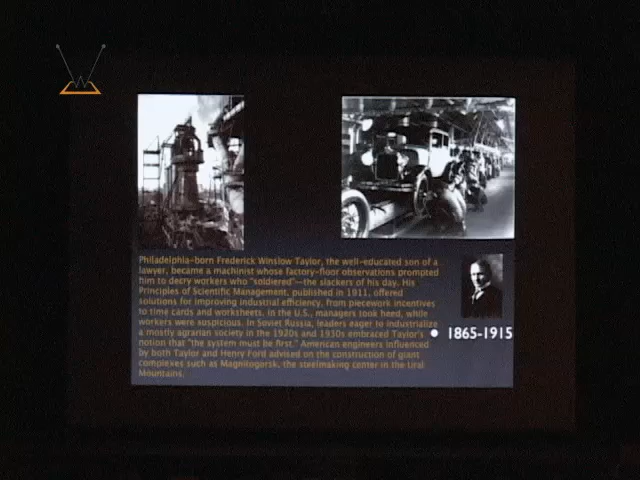 Philadelphia-born Frederick Winslow Taylor, the well-educated son of a
lawyer, became a machinist whose factory-floor observations prompted
him to decry workers who "soldiered"—the slackers of his day. His
Principles of Scientific Management, published in 1911, offered
solutions for improving industrial efficiency, from piecework incentives
to time cards and worksheets. In the U.S., managers took heed, while
workers were suspicious. In Soviet Russia, leaders eager to industrialize
a mostly agrarian society in the 1920s and 1930s embraced Taylor's
notion that "the system must be first." American engineers influenced
by both Taylor and Henry Ford advised on the construction of giant
complexes such as Magnitogorsk, the steelmaking center in the Ural
Mountains.
1865-1915